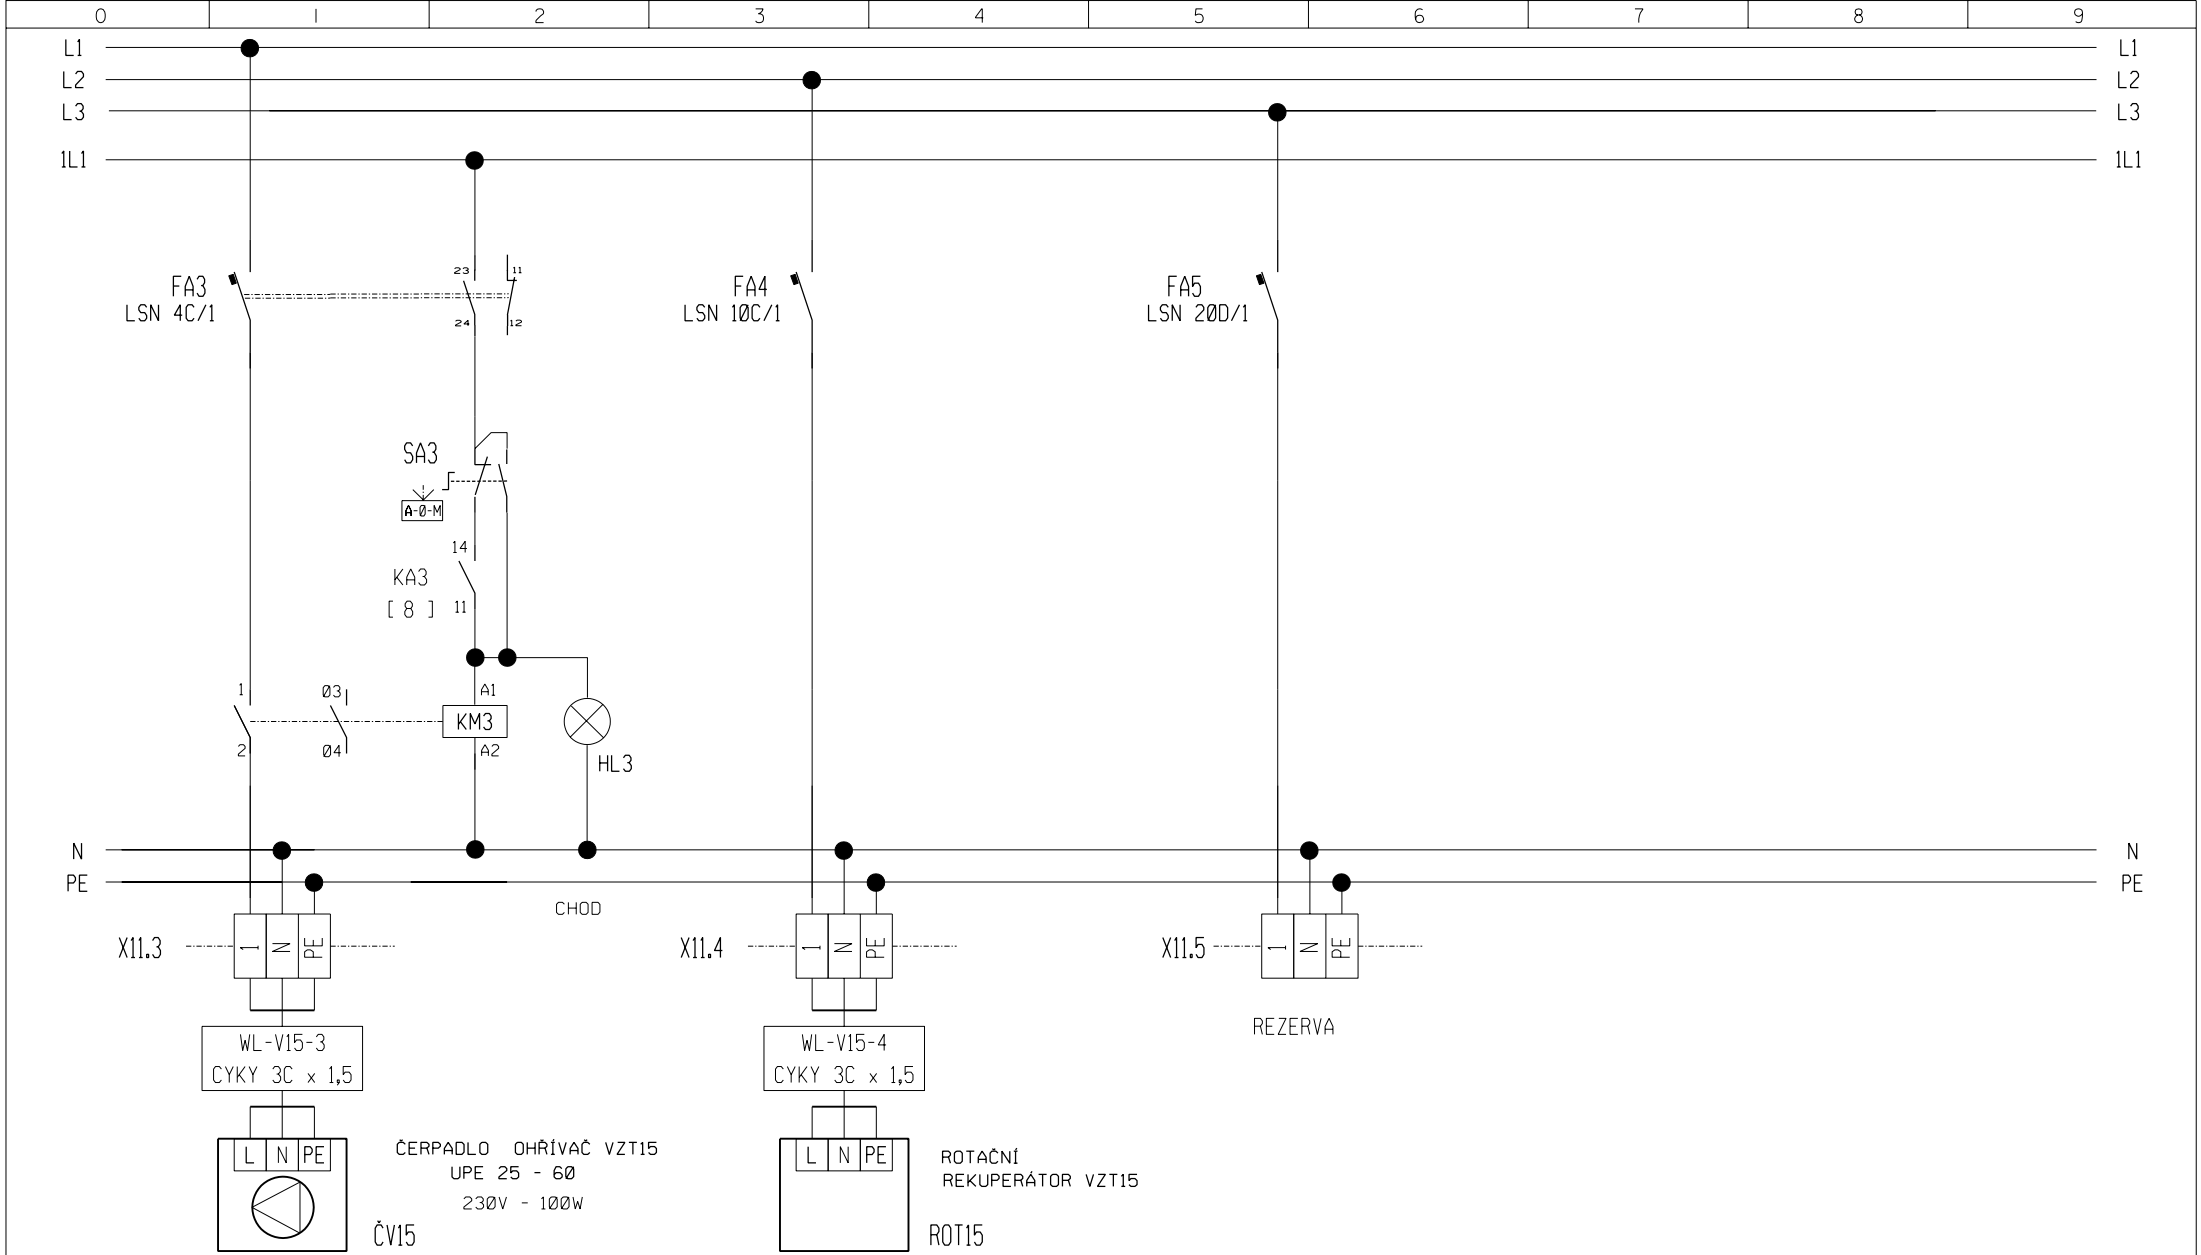 0 1 2 3 4 5 6 7 8 9
L1 L1
L2 L2
L3 L3
1L1 1L1
23 11
FA3 FA4 FA5
LSN 4C/1 LSN 10C/1 LSN 20D/1
24 12
SA3
A-0-M
14
KA3
[ 8 ] 11
1 03 A1
KM3
2 04 A2
HL3
N N
PE PE
CHOD
X11.3 1 N PE X11.4 1 N PE X11.5 1 N PE
REZERVA
WL-V15-3 WL-V15-4
CYKY 3C x 1,5 CYKY 3C x 1,5
L N PE L N PE
ČERPADLO OHŘÍVAČ VZT15
UPE 25 - 60
230V - 100W
ČV15
ROTAČNÍ
REKUPERÁTOR VZT15
ROT15